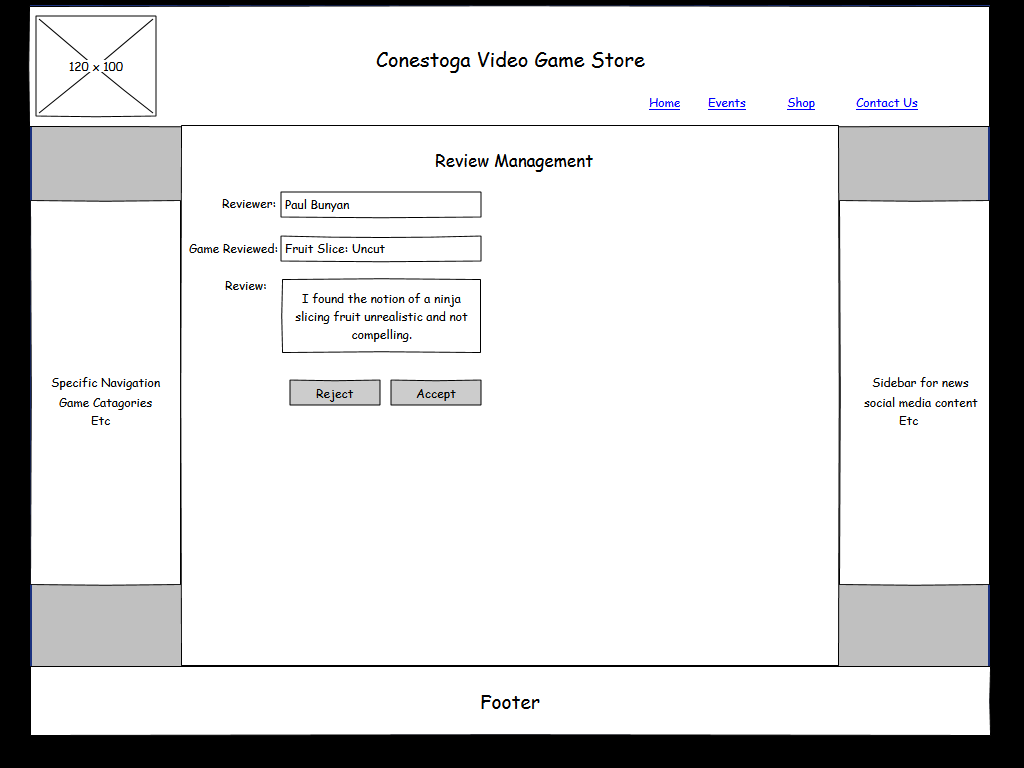 120 x 100
Conestoga Video Game Store
Home Events Shop Contact Us
Review Management
Reviewer: Paul Bunyan
Game Reviewed: Fruit Slice: Uncut
Review:
I found the notion of a ninja
slicing fruit unrealistic and not
compelling.
Reject Accept
Specific Navigation
Game Catagories
Etc
Sidebar for news
social media content
Etc
Footer